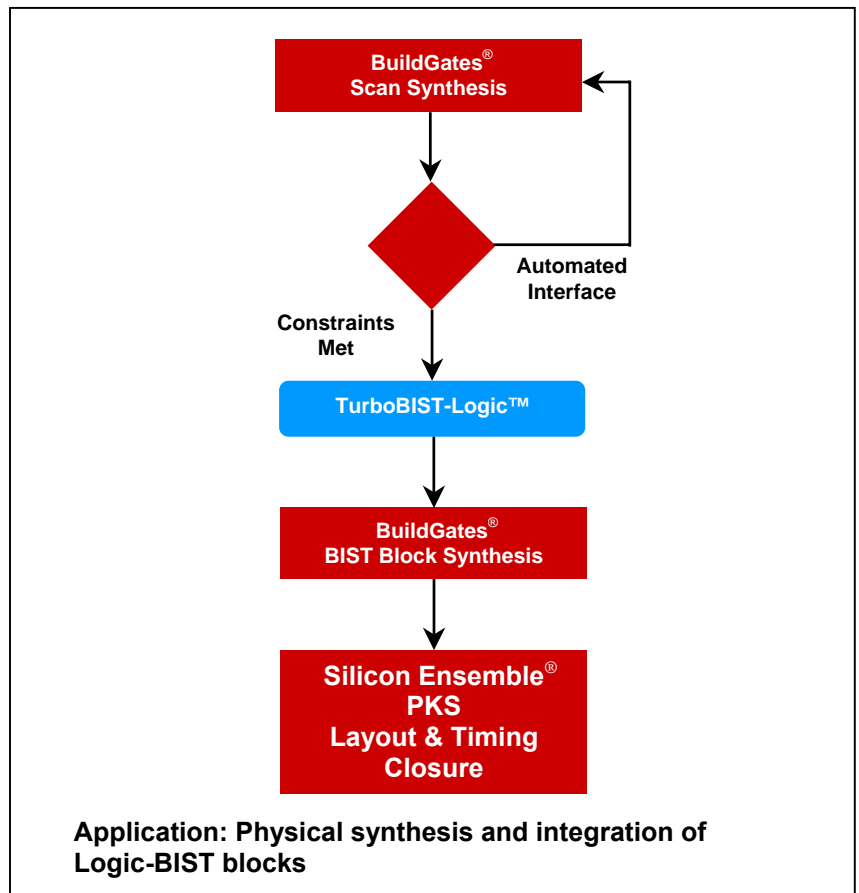 BuildGates®
Scan Synthesis
Automated
Interface
Constraints
Met
TurboBIST-Logic™
BuildGates®
BIST Block Synthesis
Silicon Ensemble®
PKS
Layout & Timing
Closure
Application: Physical synthesis and integration of
Logic-BIST blocks